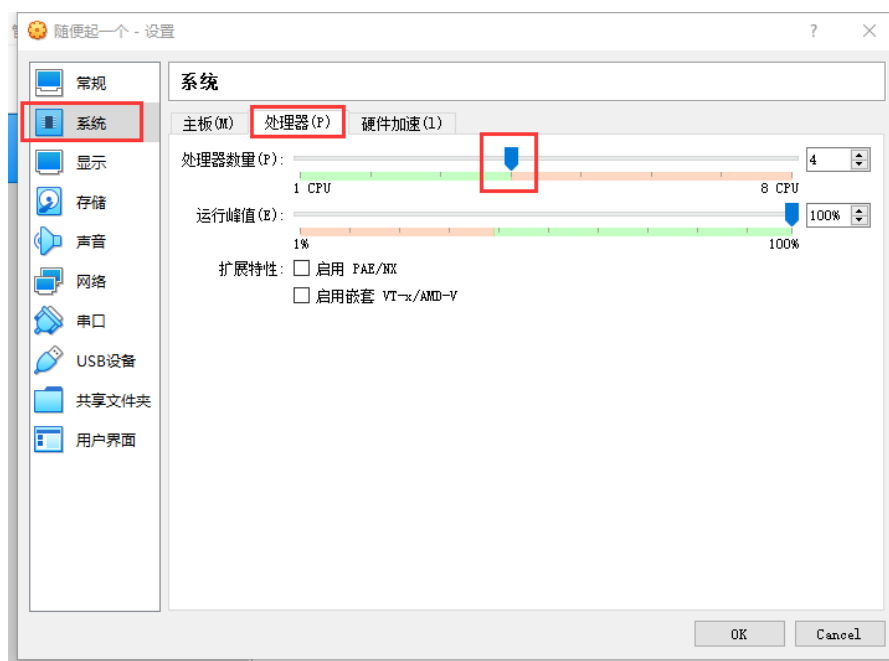 随便起一个 - 设置
?
常规
系统
显示
存储
声音
网络
串口
USB设备
共享文件夹
用户界面
系统
主板(M) 处理器(P) 硬件加速(l)
处理器数量(P): 4
1 CPU 8 CPU
运行峰值(E): 100%
1% 100%
扩展特性: 启用 PAE/NX
启用嵌套 VT-x/AMD-V
OK Cancel